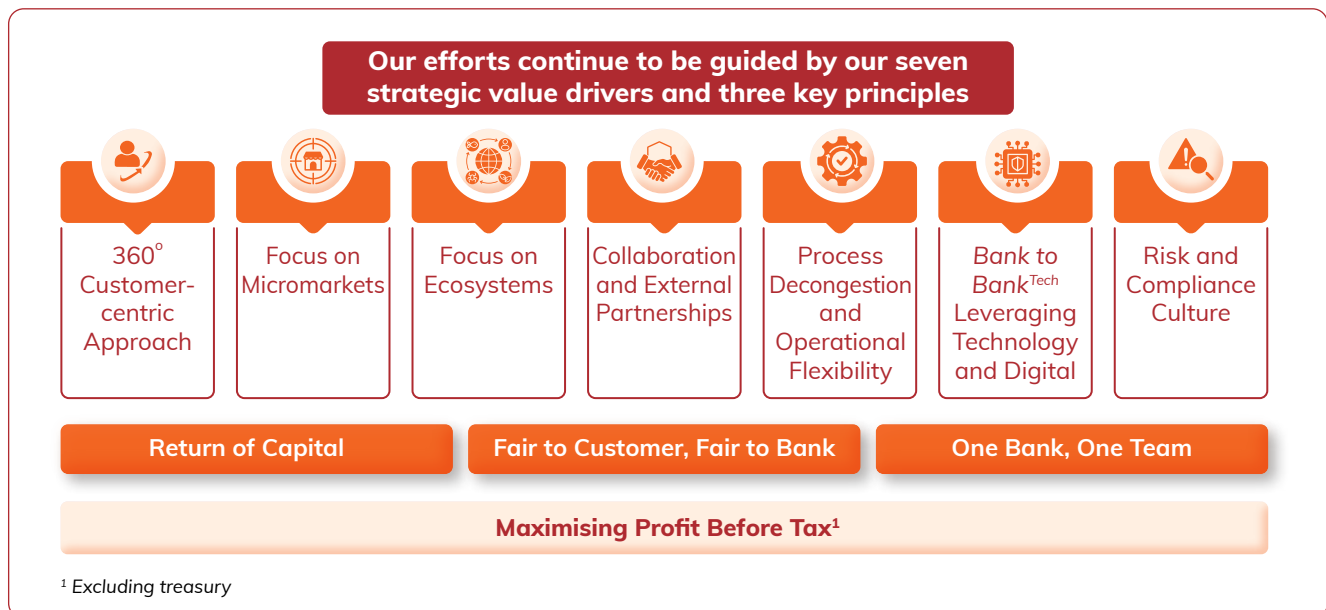 Our efforts continue to be guided by our seven
strategic value drivers and three key principles
360°
Customer-
centric
Approach
Focus on
Micromarkets
Focus on
Ecosystems
Collaboration
and External
Partnerships
Process
Decongestion
and
Operational
Flexibility
Bank to
Bank^Tech
Leveraging
Technology
and Digital
Risk and
Compliance
Culture
Return of Capital
Fair to Customer, Fair to Bank
One Bank, One Team
Maximising Profit Before Tax¹
¹ Excluding treasury